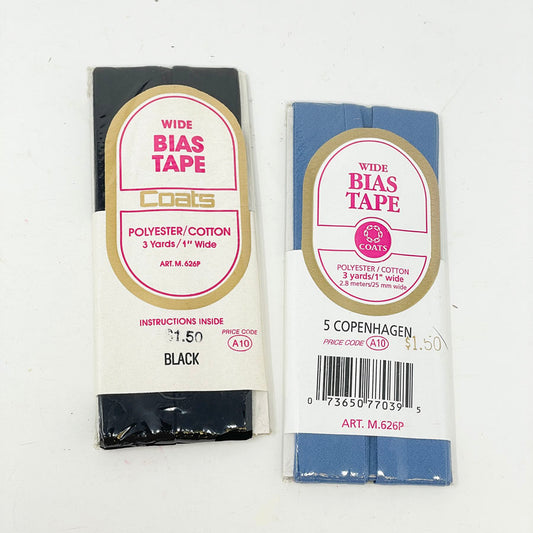 WIDE
BIAS
TAPE
Coats
POLYESTER/COTTON
3 Yards/1" Wide
ART. M.626P
INSTRUCTIONS INSIDE
$1.50
PRICE CODE
A10
BLACK
WIDE
BIAS
TAPE
COATS
POLYESTER / COTTON
3 yards/1" wide
2.8 meters/25 mm wide
5 COPENHAGEN
PRICE CODE A10 $1.50
0 73650 77039 5
ART. M.626P